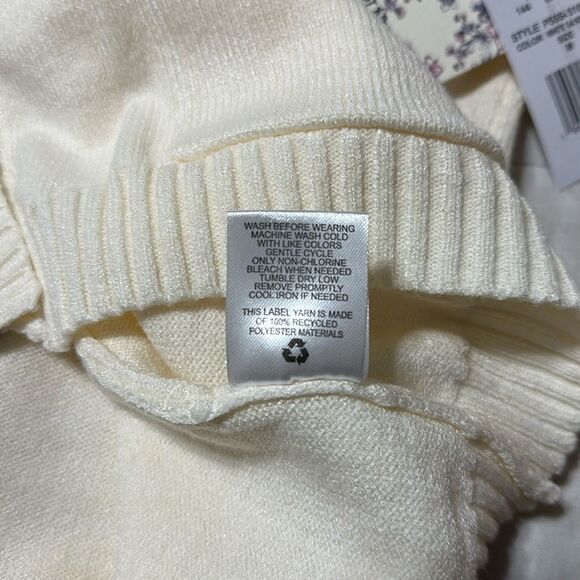 144
STYLE
COLOR: WHITE
SIZE
WASH BEFORE WEARING
MACHINE WASH COLD
WITH LIKE COLORS
GENTLE CYCLE
ONLY NON-CHLORINE
BLEACH WHEN NEEDED
TUMBLE DRY LOW
REMOVE PROMPTLY
COOL IRON IF NEEDED
THIS LABEL YARN IS MADE
OF 100% RECYCLED
POLYESTER MATERIALS